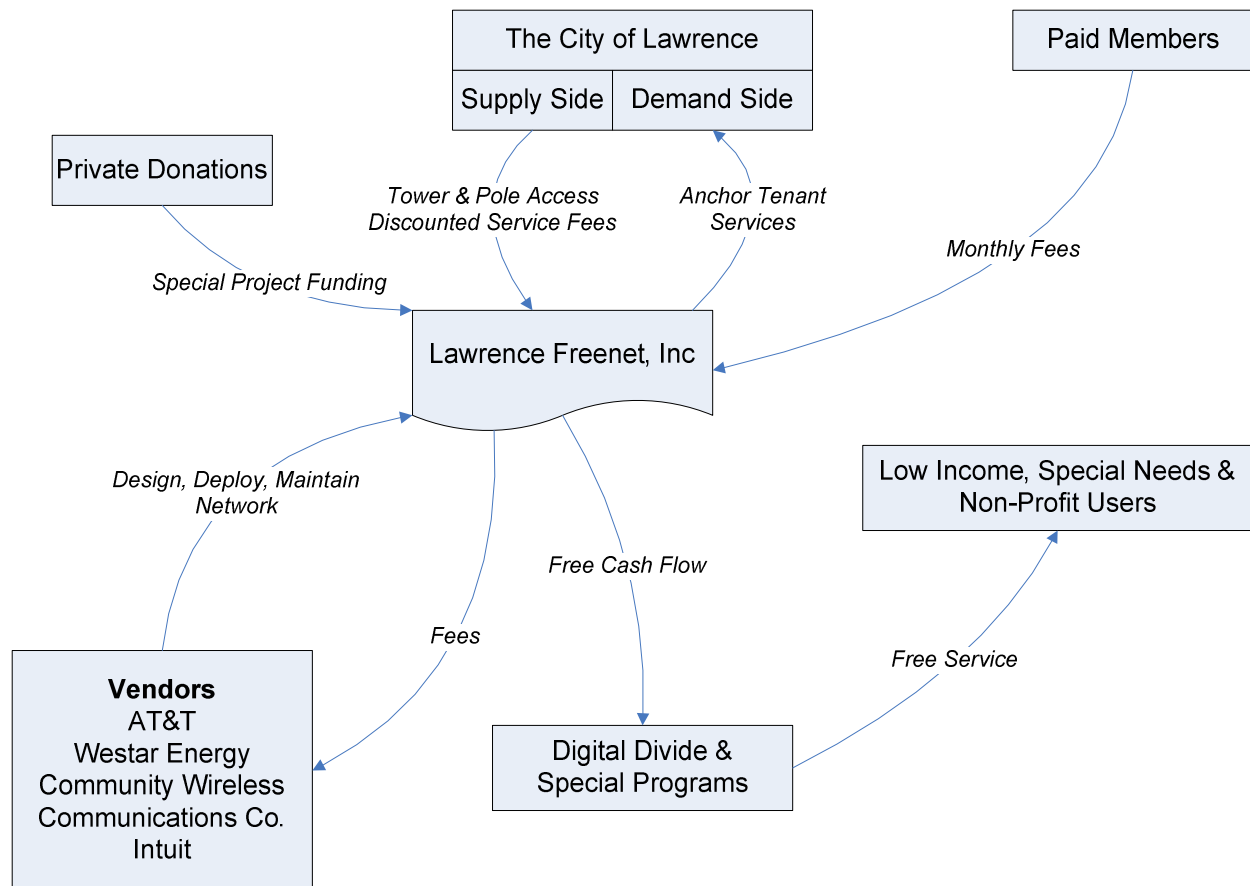 The City of Lawrence
Supply Side
Demand Side
Paid Members
Private Donations
Tower & Pole Access
Discounted Service Fees
Anchor Tenant
Services
Monthly Fees
Special Project Funding
Lawrence Freenet, Inc
Design, Deploy, Maintain
Network
Low Income, Special Needs &
Non-Profit Users
Free Cash Flow
Fees
Free Service
Vendors
AT&T
Westar Energy
Community Wireless
Communications Co.
Intuit
Digital Divide &
Special Programs